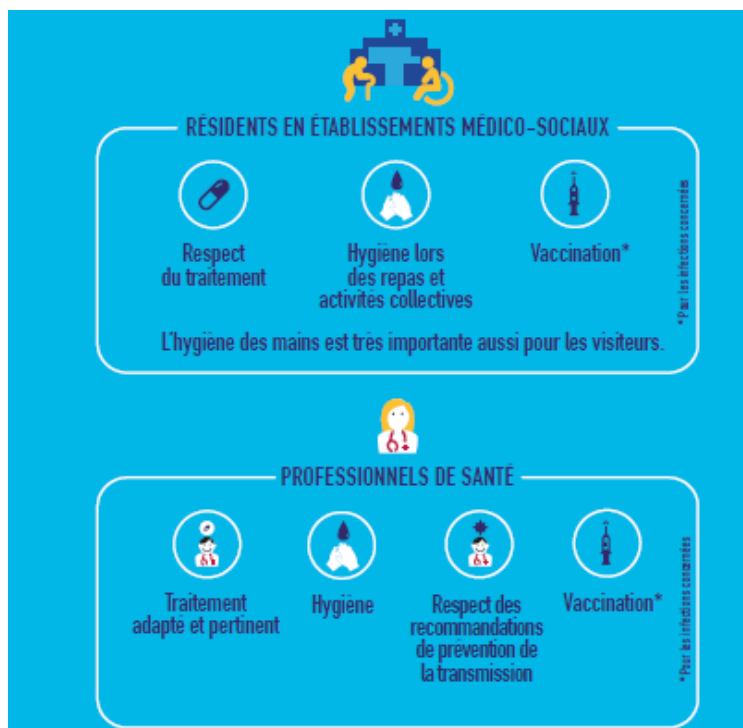 RÉSIDENTS EN ÉTABLISSEMENTS MÉDICO-SOCIAUX
Respect
du traitement
Hygiène lors
des repas et
activités collectives
Vaccination*
* Pour les infections concernées
L'hygiène des mains est très importante aussi pour les visiteurs.
PROFESSIONNELS DE SANTÉ
Traitement
adapté et pertinent
Hygiène
Respect des
recommandations
de prévention de
la transmission
Vaccination*
* Pour les infections concernées